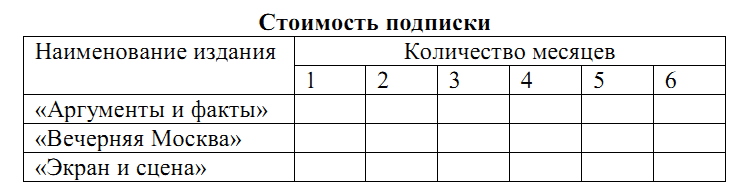 Стоимость подписки
Наименование издания Количество месяцев
1 2 3 4 5 6
«Аргументы и факты»
«Вечерняя Москва»
«Экран и сцена»